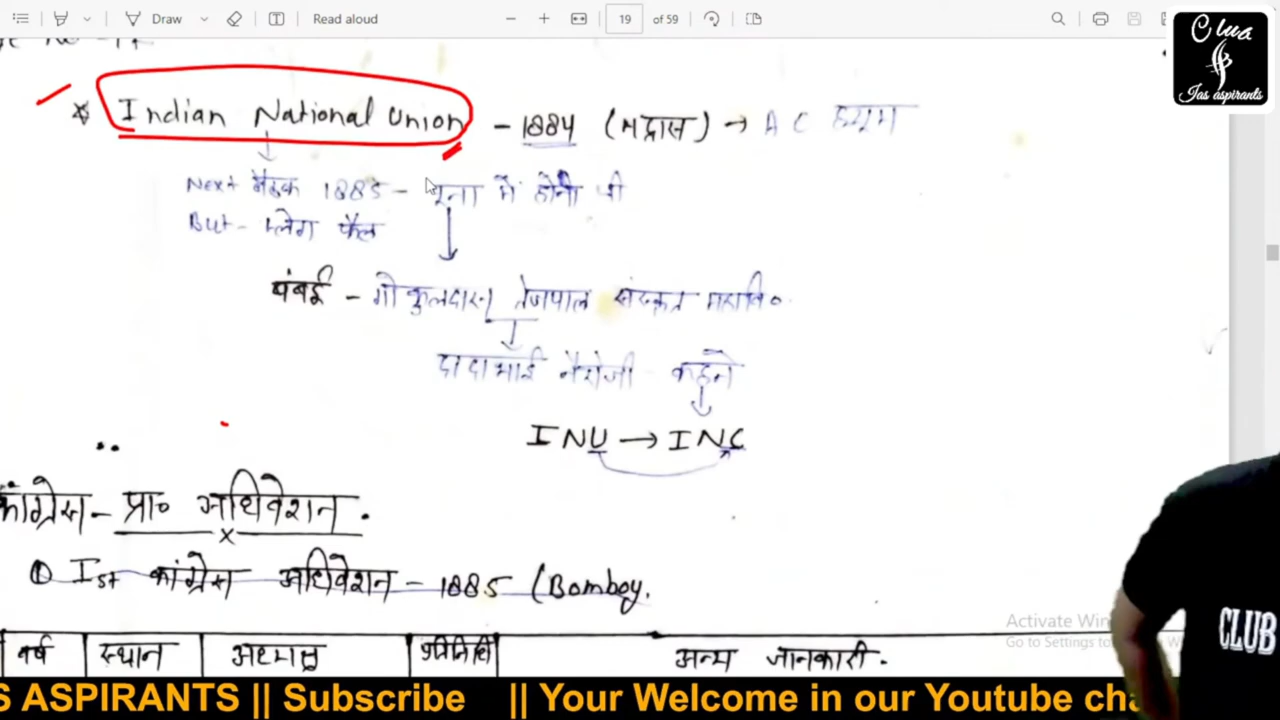 Draw
Read aloud
19 of 59
Clua
Ias aspirants
Indian National Union - 1884 (मद्रास) → A C ह्यूम
Next बैठक 1885 - पूना में होनी थी
But - प्लेग फैल
बंबई - गोकुलदास तेजपाल संस्कृत महावि०
दादाभाई नैरोजी कहने
INU → INC
कांग्रेस - प्रा० अधिवेशन.
① Ist कांग्रेस अधिवेशन - 1885 (Bombay.
वर्ष स्थान अध्यक्ष प्रतिनिधि अन्य जानकारी.
Activate Win
Go to Settings to
CLUB
S ASPIRANTS || Subscribe || Your Welcome in our Youtube cha